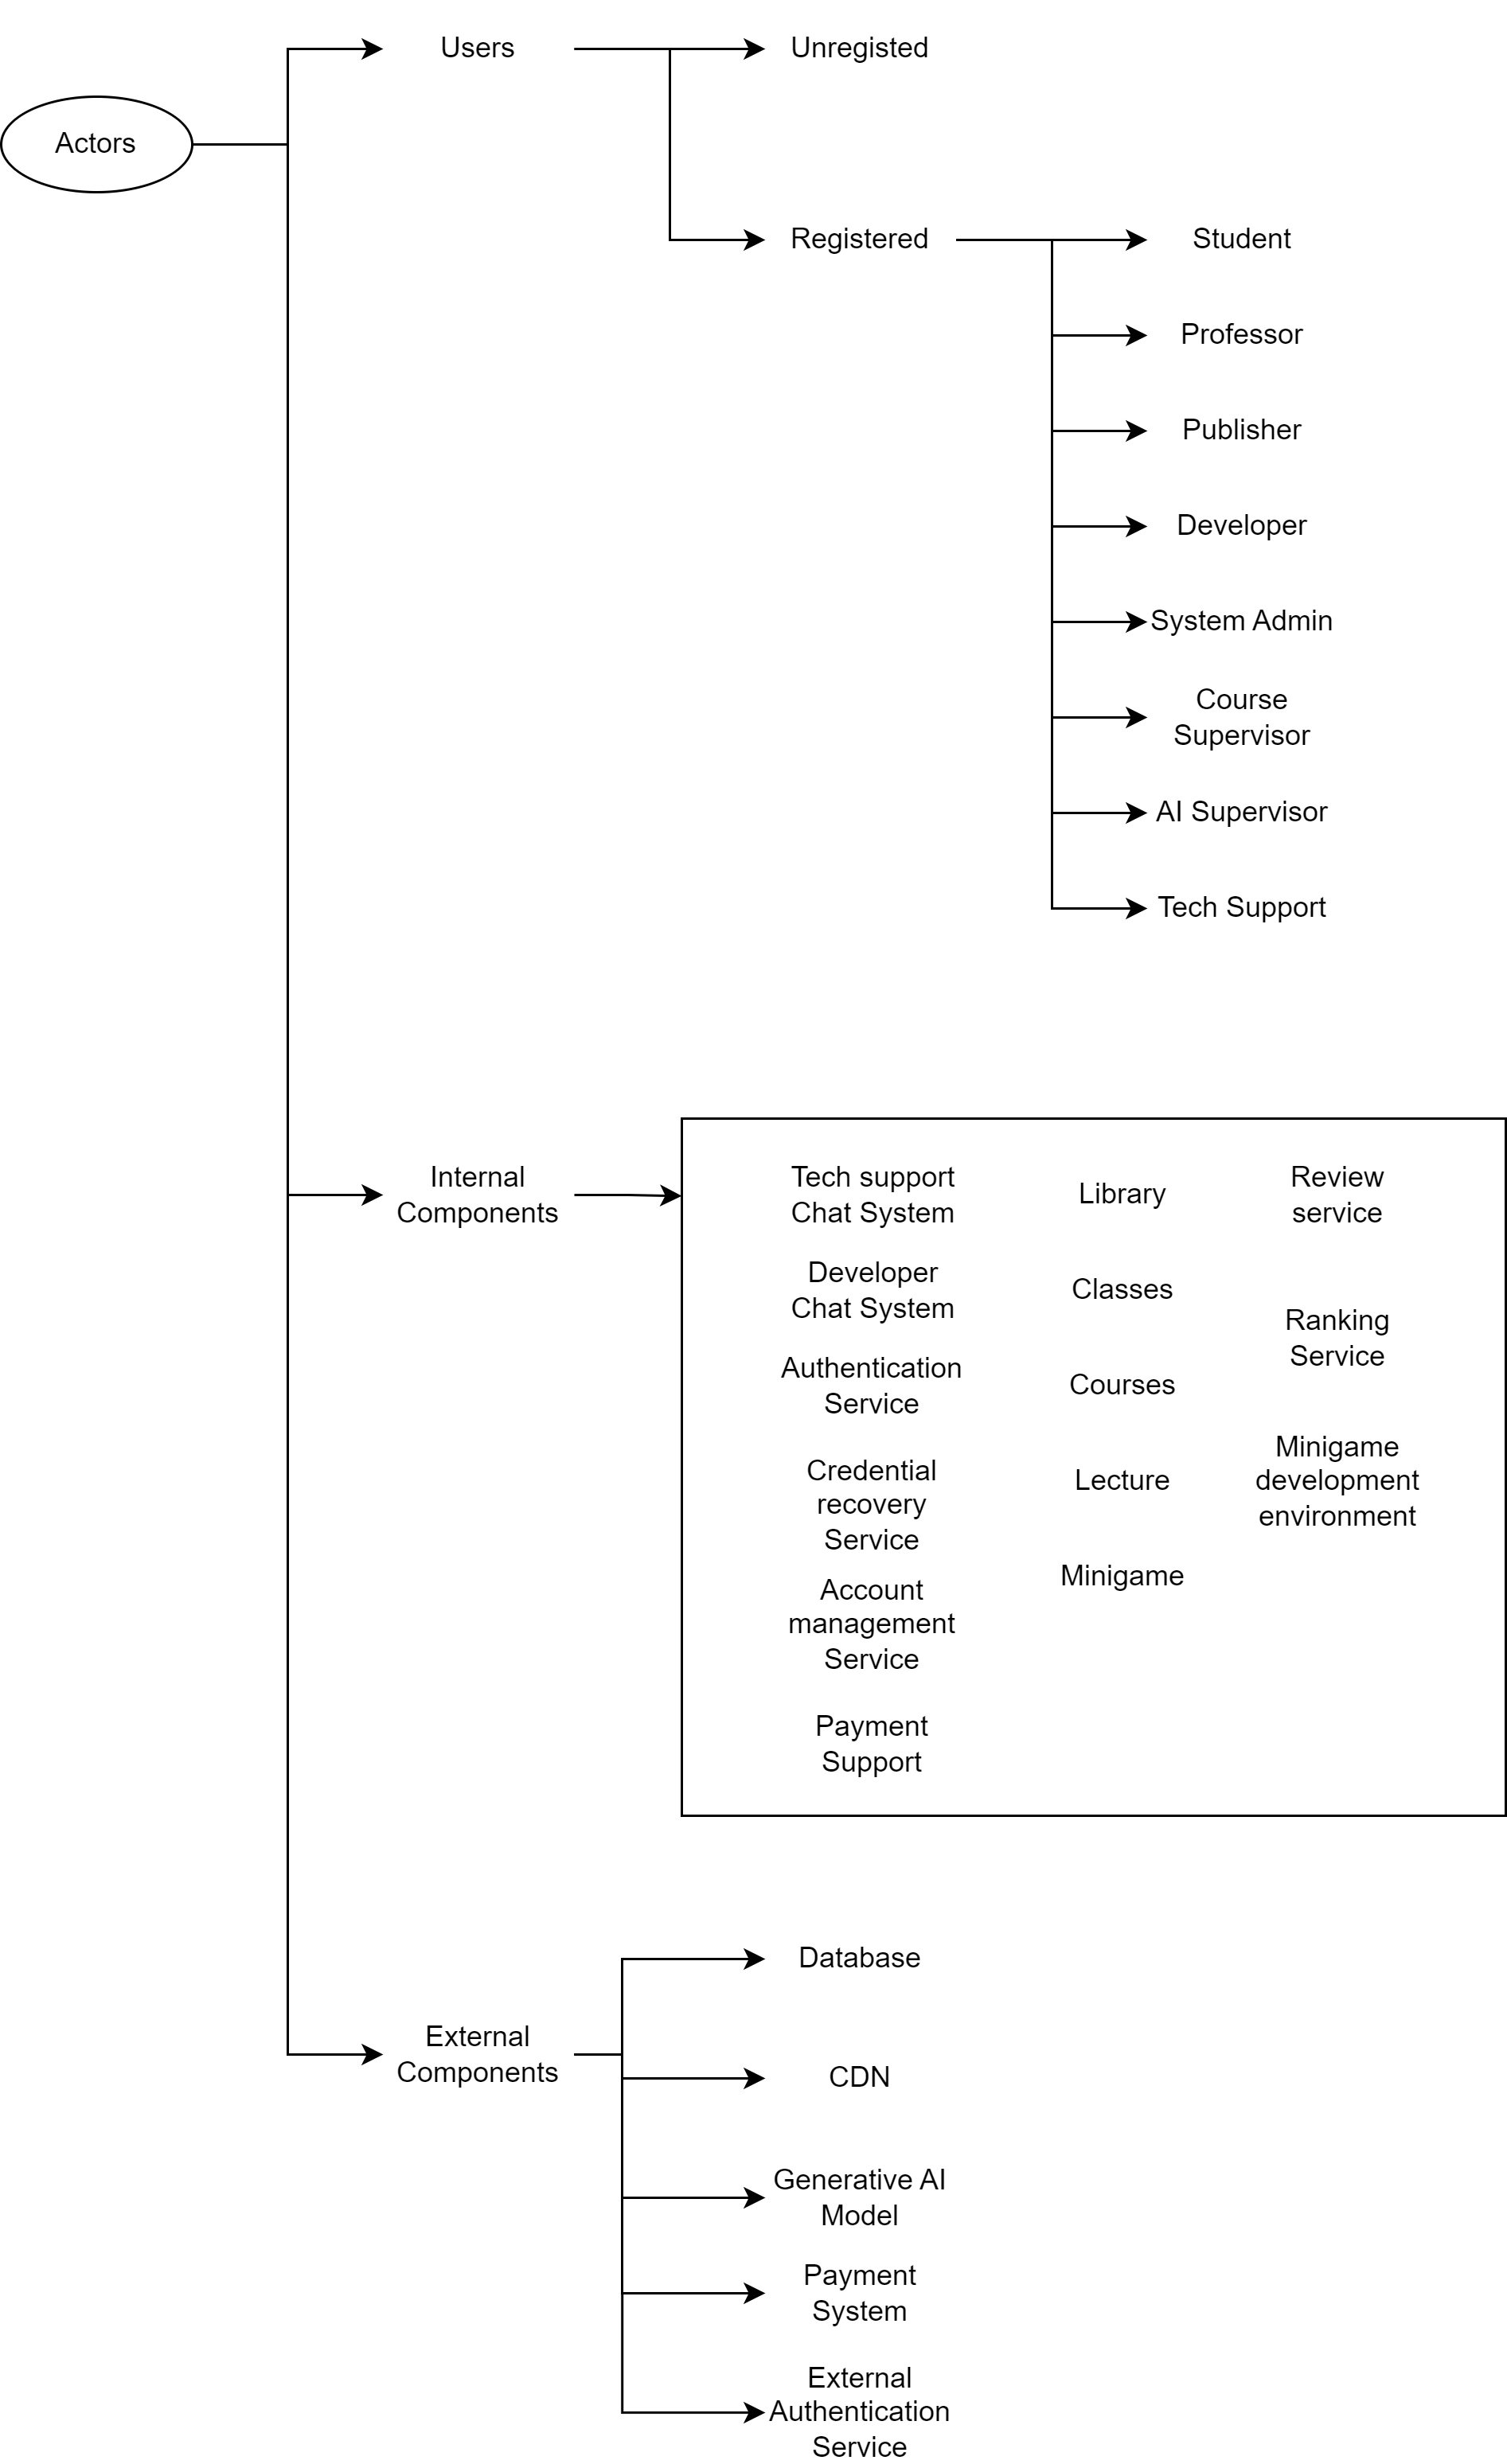 Users
Unregisted
Actors
Registered
Student
Professor
Publisher
Developer
System Admin
Course
Supervisor
AI Supervisor
Tech Support
Internal
Components
Tech support
Chat System
Developer
Chat System
Authentication
Service
Credential
recovery
Service
Account
management
Service
Payment
Support
Library
Classes
Courses
Lecture
Minigame
Review
service
Ranking
Service
Minigame
development
environment
External
Components
Database
CDN
Generative AI
Model
Payment
System
External
Authentication
Service